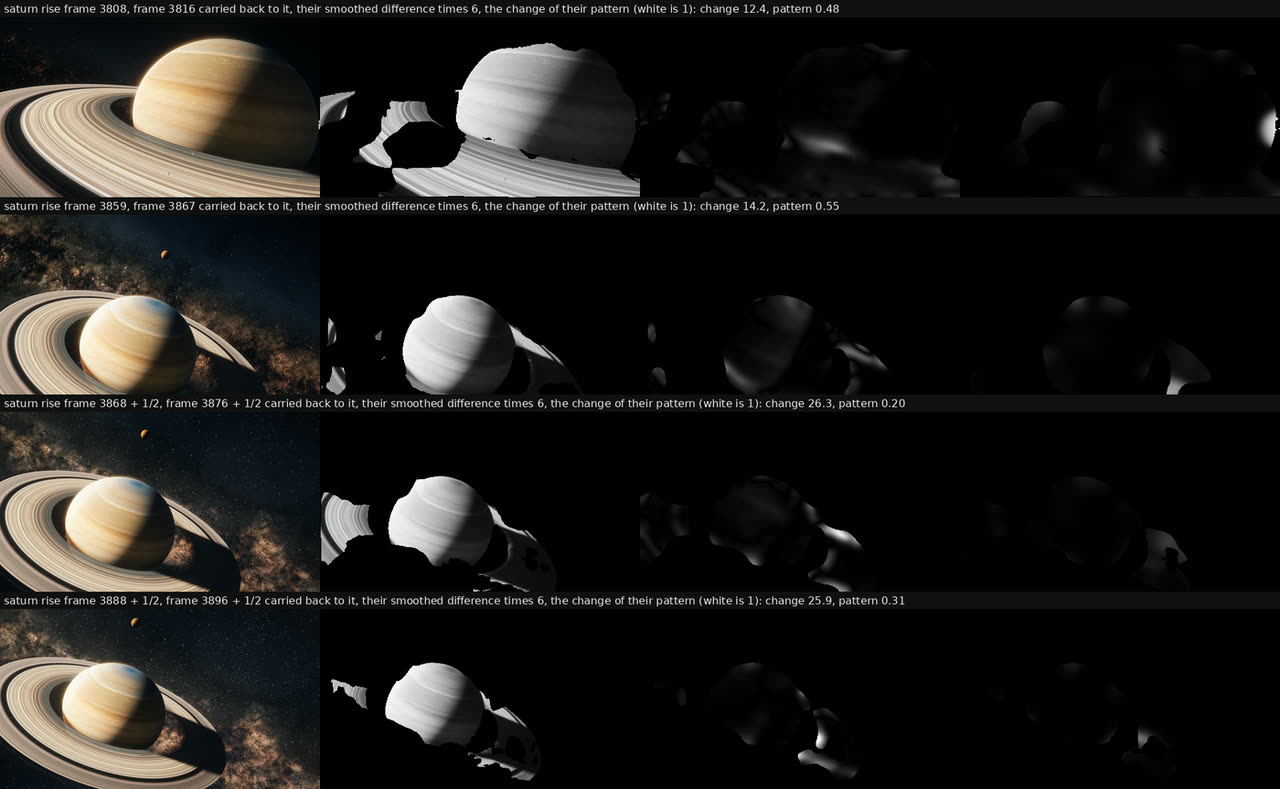 saturn rise frame 3808, frame 3816 carried back to it, their smoothed difference times 6, the change of their pattern (white is 1): change 12.4, pattern 0.48
saturn rise frame 3859, frame 3867 carried back to it, their smoothed difference times 6, the change of their pattern (white is 1): change 14.2, pattern 0.55
saturn rise frame 3868 + 1/2, frame 3876 + 1/2 carried back to it, their smoothed difference times 6, the change of their pattern (white is 1): change 26.3, pattern 0.20
saturn rise frame 3888 + 1/2, frame 3896 + 1/2 carried back to it, their smoothed difference times 6, the change of their pattern (white is 1): change 25.9, pattern 0.31